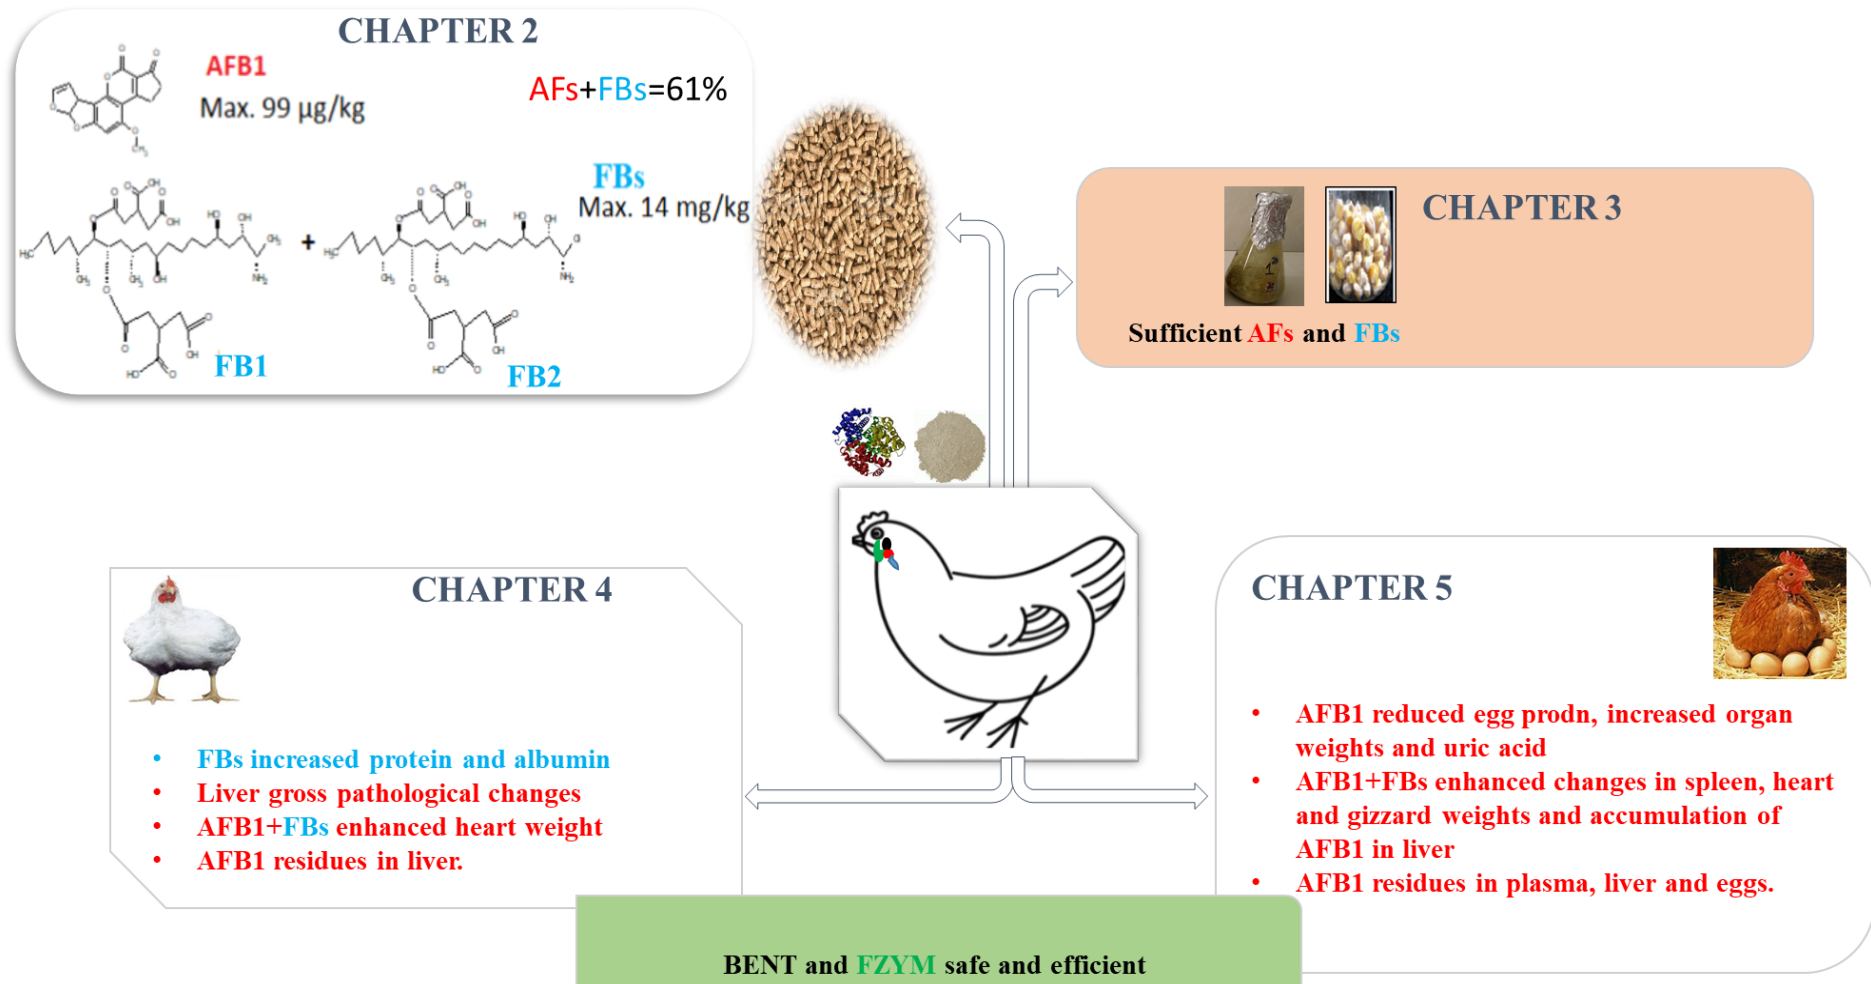 CHAPTER 2
AFB1
Max. 99 µg/kg
AFs+FBs=61%
FBs
Max. 14 mg/kg
+
FB1
FB2
CHAPTER 3
Sufficient AFs and FBs
CHAPTER 4
• FBs increased protein and albumin
• Liver gross pathological changes
• AFB1+FBs enhanced heart weight
• AFB1 residues in liver.
CHAPTER 5
• AFB1 reduced egg prodn, increased organ
weights and uric acid
• AFB1+FBs enhanced changes in spleen, heart
and gizzard weights and accumulation of
AFB1 in liver
• AFB1 residues in plasma, liver and eggs.
BENT and FZYM safe and efficient